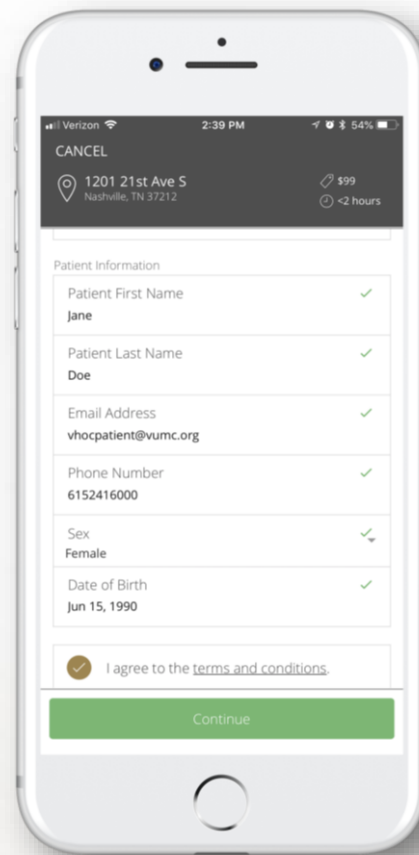 Verizon 2:39 PM 54%
CANCEL
1201 21st Ave S $99
Nashville, TN 37212 <2 hours
Patient Information
Patient First Name
Jane
Patient Last Name
Doe
Email Address
vhocpatient@vumc.org
Phone Number
6152416000
Sex
Female
Date of Birth
Jun 15, 1990
I agree to the terms and conditions.
Continue